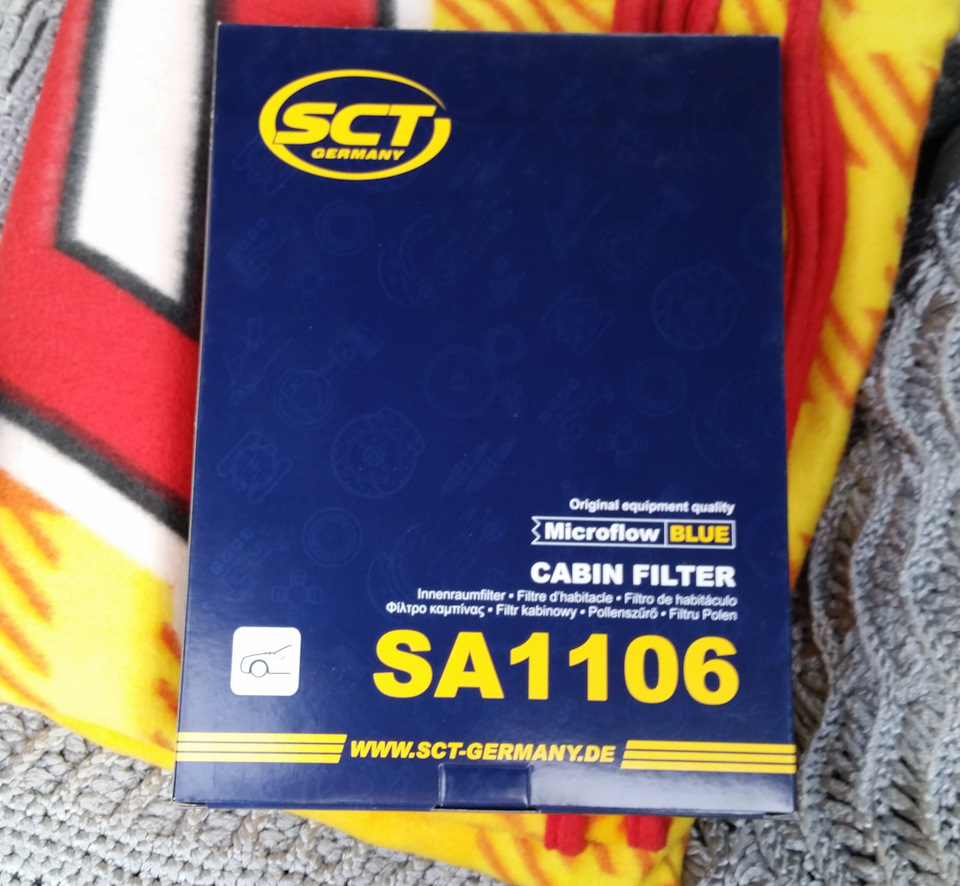 SCT
GERMANY
Original equipment quality
Microflow BLUE
CABIN FILTER
Innenraumfilter • Filtre d'habitacle • Filtro de habitáculo
Φίλτρο καμπίνας • Filtr kabinowy • Pollenszűrő • Filtru Polen
SA1106
WWW.SCT-GERMANY.DE